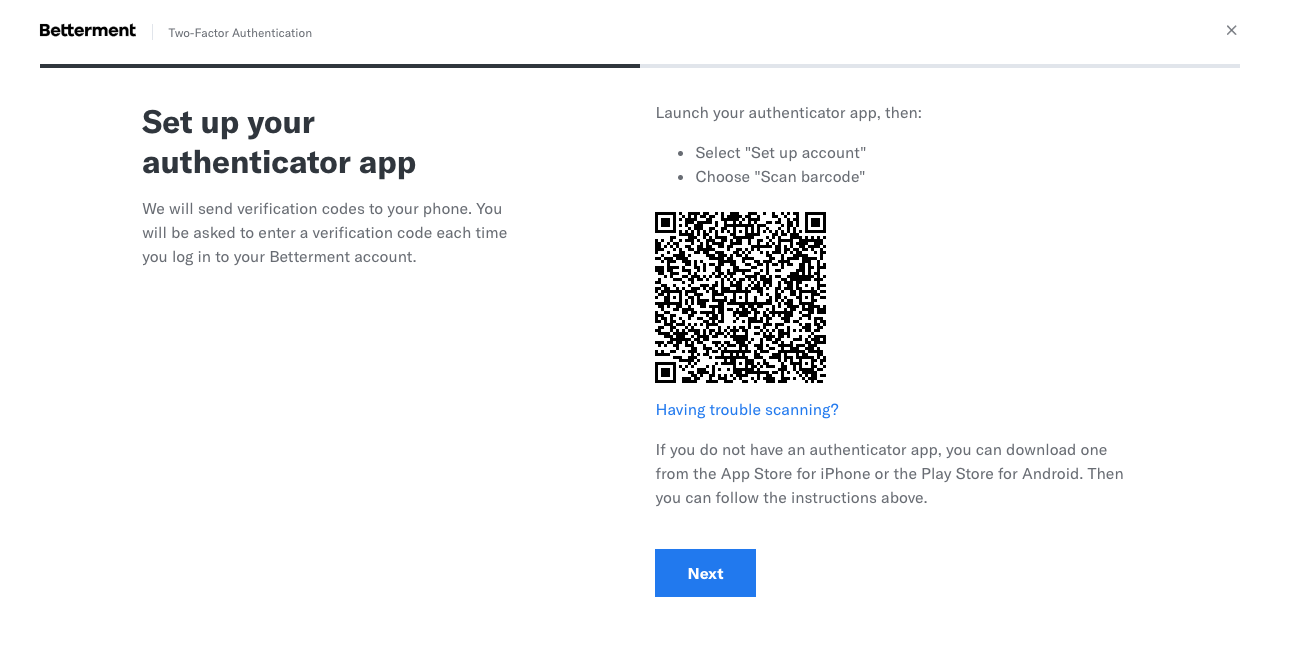 Betterment
Two-Factor Authentication
×
Set up your
authenticator app
We will send verification codes to your phone. You
will be asked to enter a verification code each time
you log in to your Betterment account.
Launch your authenticator app, then:
• Select "Set up account"
• Choose "Scan barcode"
Having trouble scanning?
If you do not have an authenticator app, you can download one
from the App Store for iPhone or the Play Store for Android. Then
you can follow the instructions above.
Next